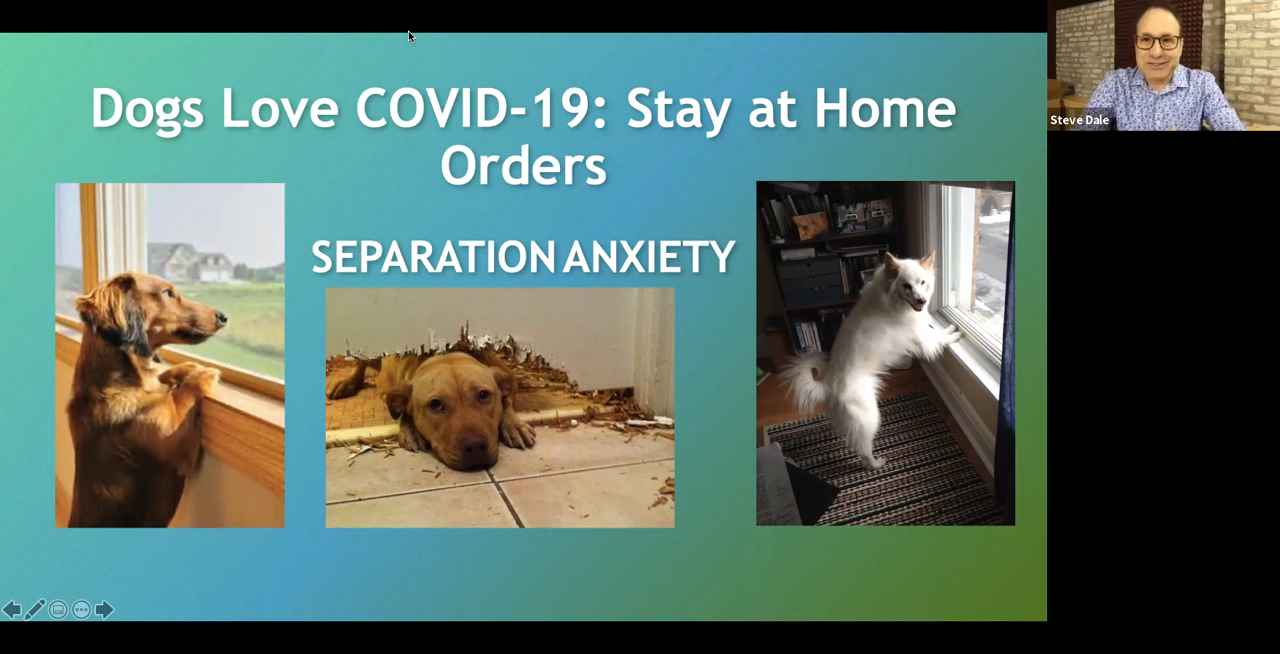 Dogs Love COVID-19: Stay at Home
Orders
SEPARATION ANXIETY
Steve Dale